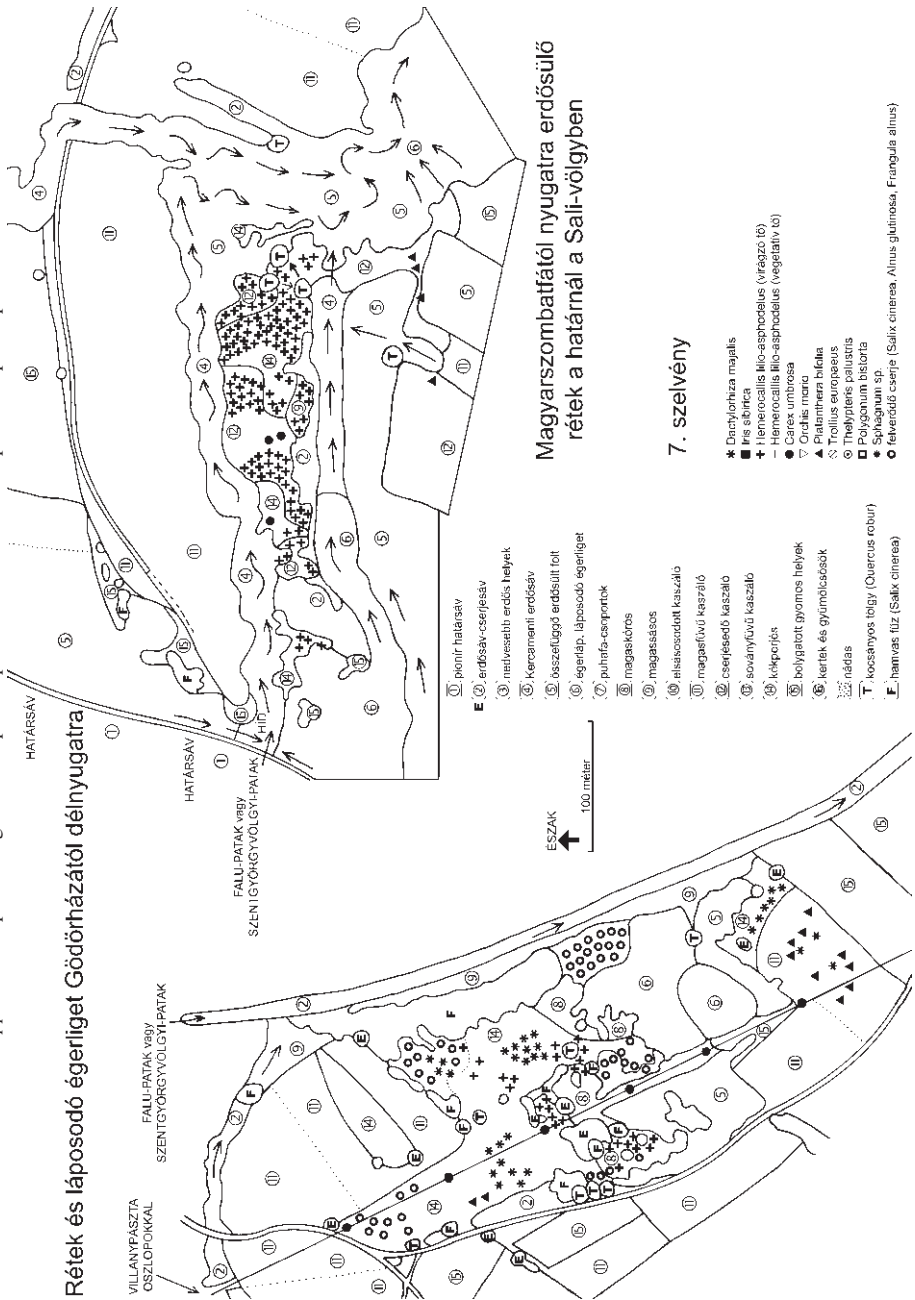 Rétek és láposodó égerliget Gödörházától délnyugatra
VILLANYPÁSZTA
OSZLOPOKKAL
FALU-PATAK vagy
SZENTGYÖRGYVÖLGYI-PATAK
HATÁRSÁV
HATÁRSÁV
FALU-PATAK vagy
SZENTGYÖRGYVÖLGYI-PATAK
HÍD
ÉSZAK
100 méter
Magyarszombatfától nyugatra erdősülő
rétek a határnál a Sali-völgyben
7. szelvény
① pionír határsáv
E ② erdősáv-cserjesáv
③ nedvesebb erdős helyek
④ Kercamenti erdősáv
⑤ összefüggő erdősült folt
⑥ égerláp, láposodó égerliget
⑦ puhafa-csoportok
⑧ magaskórós
⑨ magassásos
⑩ elsásosodott kaszáló
⑪ magasfüvű kaszáló
⑫ cserjésedő kaszáló
⑬ soványfüvű kaszáló
⑭ kékperjés
⑮ bolygatott gyomos helyek
⑯ kertek és gyümölcsösök
nádas
T kocsányos tölgy (Quercus robur)
F hamvas fűz (Salix cinerea)
✱ Dactylorhiza majalis
■ Iris sibirica
+ Hemerocallis lilio-asphodelus (virágzó tő)
– Hemerocallis lilio-asphodelus (vegetatív tő)
● Carex umbrosa
▽ Orchis morio
▲ Platanthera bifolia
Trollius europaeus
⊙ Thelypteris palustris
□ Polygonum bistorta
Sphagnum sp.
○ felverődő cserje (Salix cinerea, Alnus glutinosa, Frangula alnus)